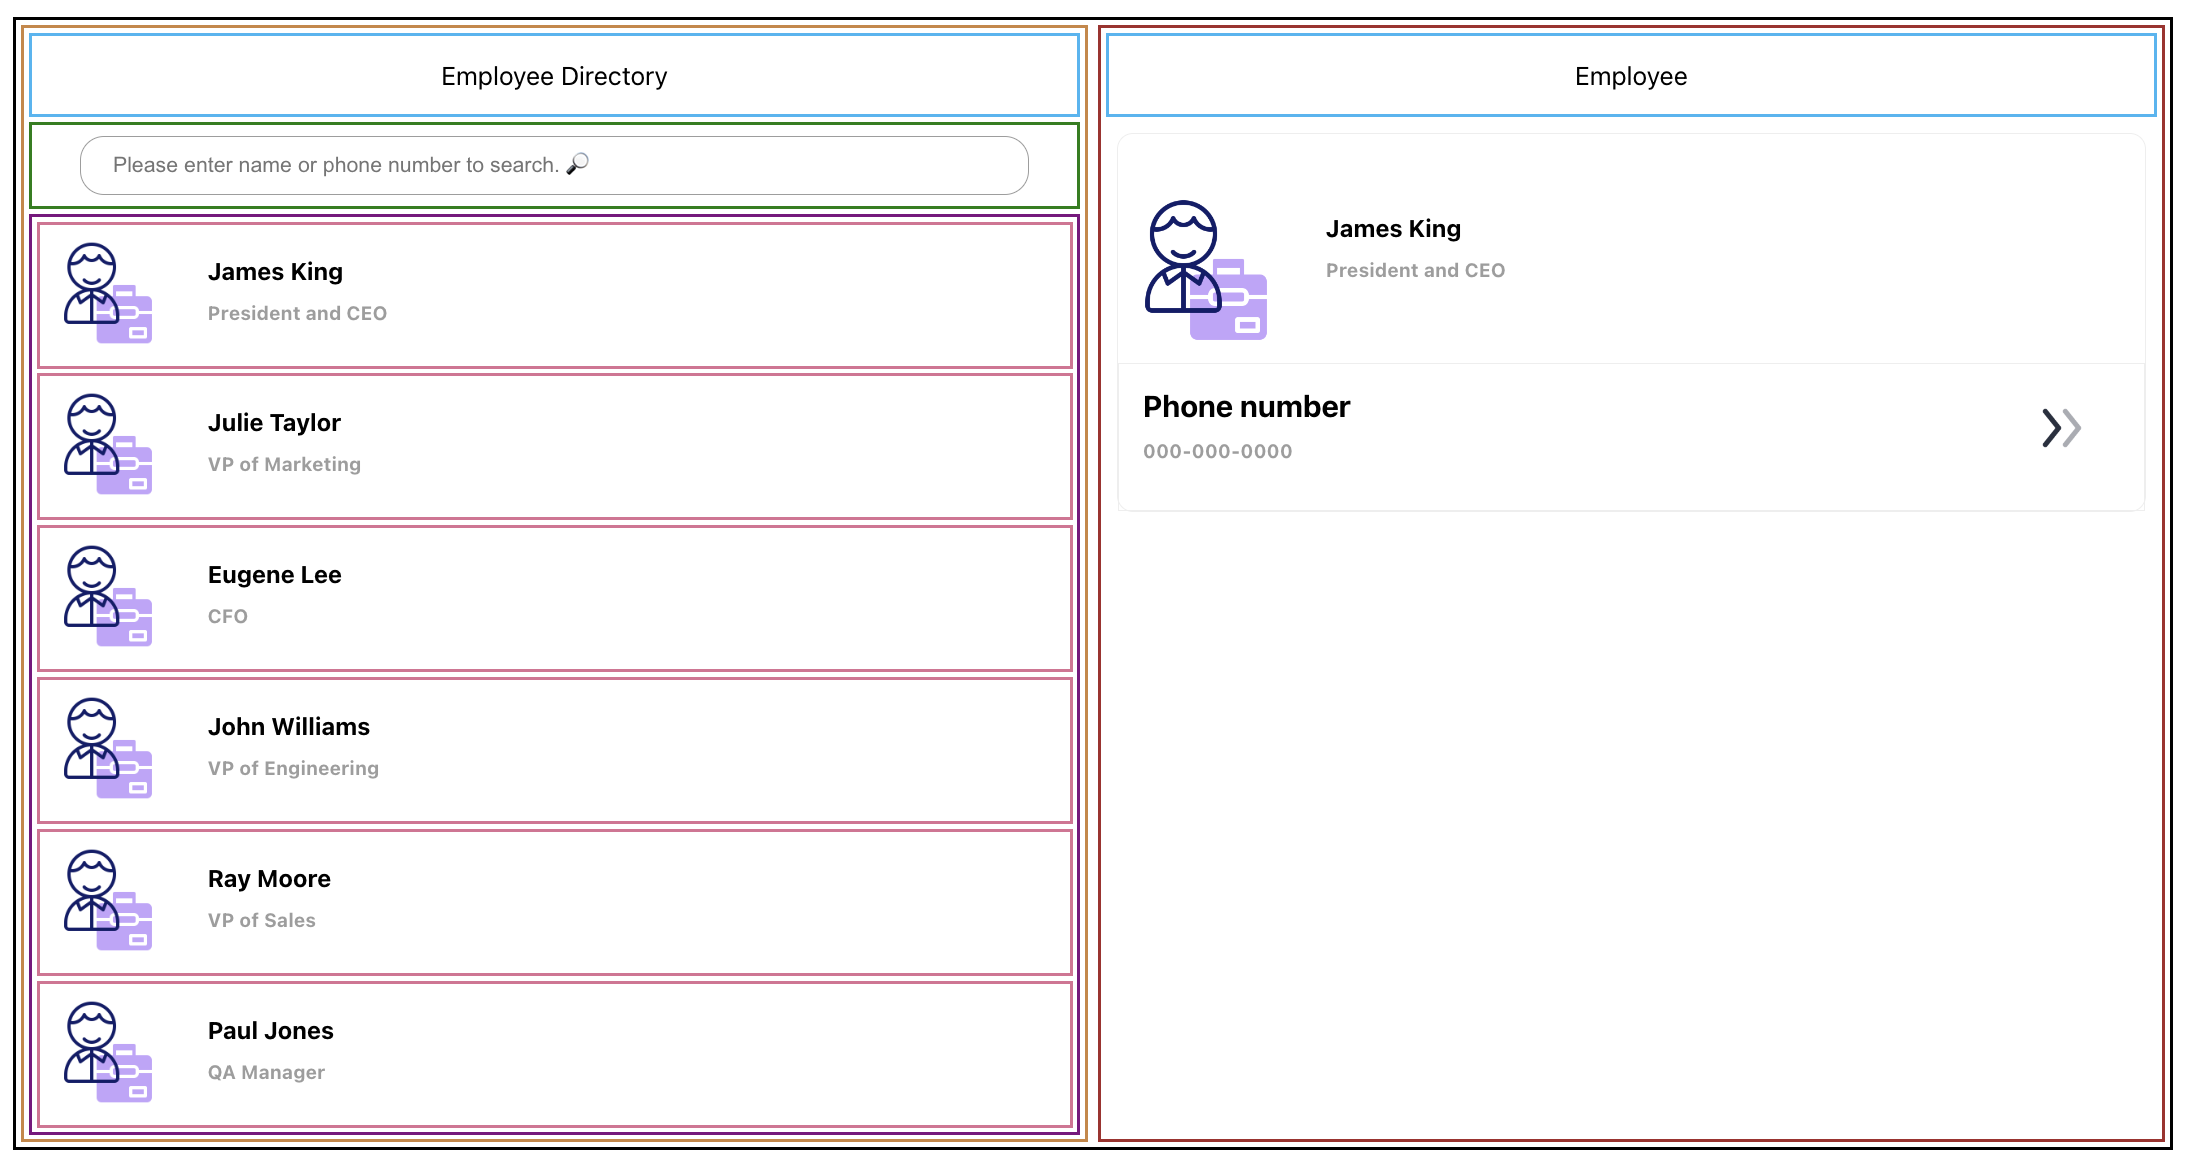 Employee Directory
Please enter name or phone number to search. 🔎
James King
President and CEO
Julie Taylor
VP of Marketing
Eugene Lee
CFO
John Williams
VP of Engineering
Ray Moore
VP of Sales
Paul Jones
QA Manager
Employee
James King
President and CEO
Phone number
000-000-0000